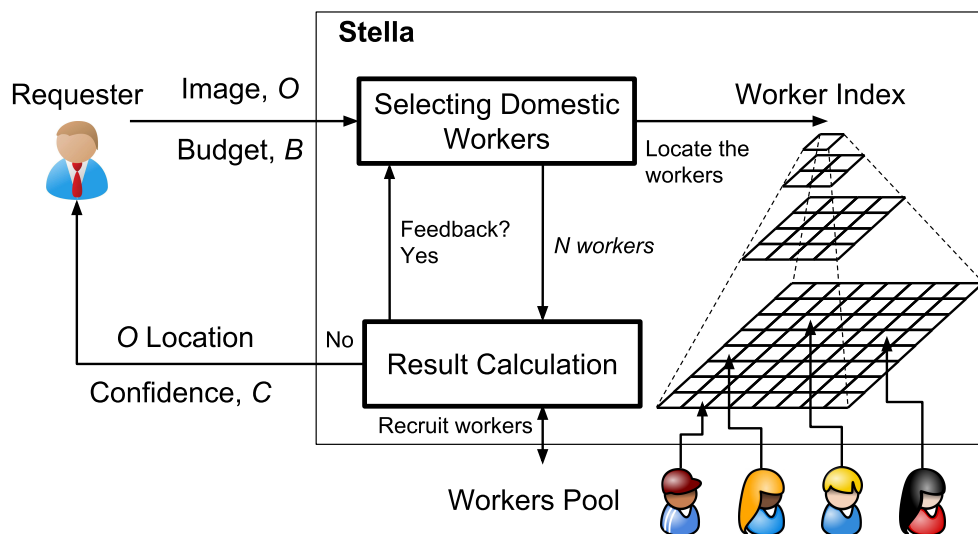 Stella
Requester
Image, O
Budget, B
Selecting Domestic
Workers
Worker Index
Locate the
workers
Feedback?
Yes
N workers
O Location
Confidence, C
No
Result Calculation
Recruit workers
Workers Pool